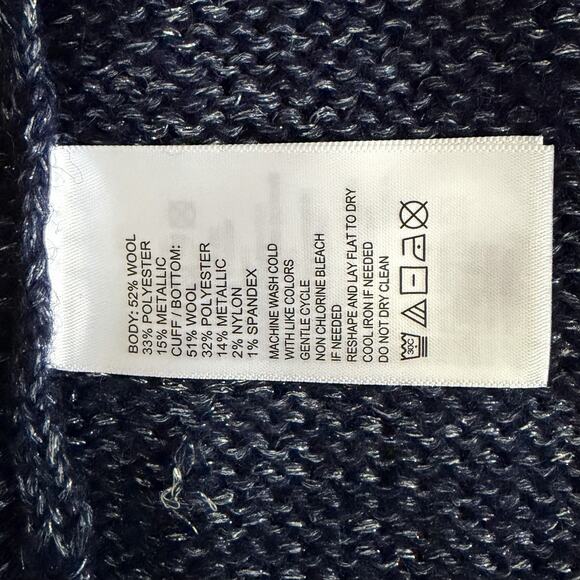 BODY: 52% WOOL
33% POLYESTER
15% METALLIC
CUFF / BOTTOM:
51% WOOL
32% POLYESTER
14% METALLIC
2% NYLON
1% SPANDEX
MACHINE WASH COLD
WITH LIKE COLORS
GENTLE CYCLE
NON CHLORINE BLEACH
IF NEEDED
RESHAPE AND LAY FLAT TO DRY
COOL IRON IF NEEDED
DO NOT DRY CLEAN
30C